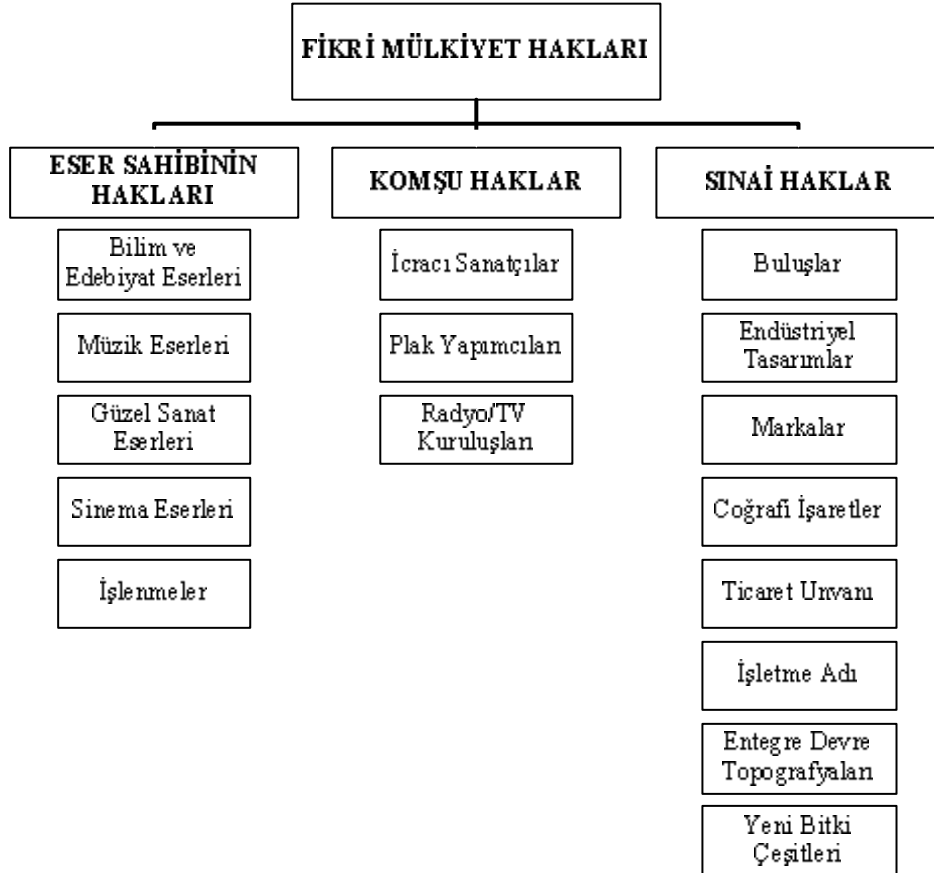 FİKRİ MÜLKİYET HAKLARI
ESER SAHİBİNİN
HAKLARI
Bilim ve
Edebiyat Eserleri
Müzik Eserleri
Güzel Sanat
Eserleri
Sinema Eserleri
İşlenmeler
KOMŞU HAKLAR
İcracı Sanatçılar
Plak Yapımcıları
Radyo/TV
Kuruluşları
SINAİ HAKLAR
Buluşlar
Endüstriyel
Tasarımlar
Markalar
Coğrafi İşaretler
Ticaret Unvanı
İşletme Adı
Entegre Devre
Topografyaları
Yeni Bitki
Çeşitleri